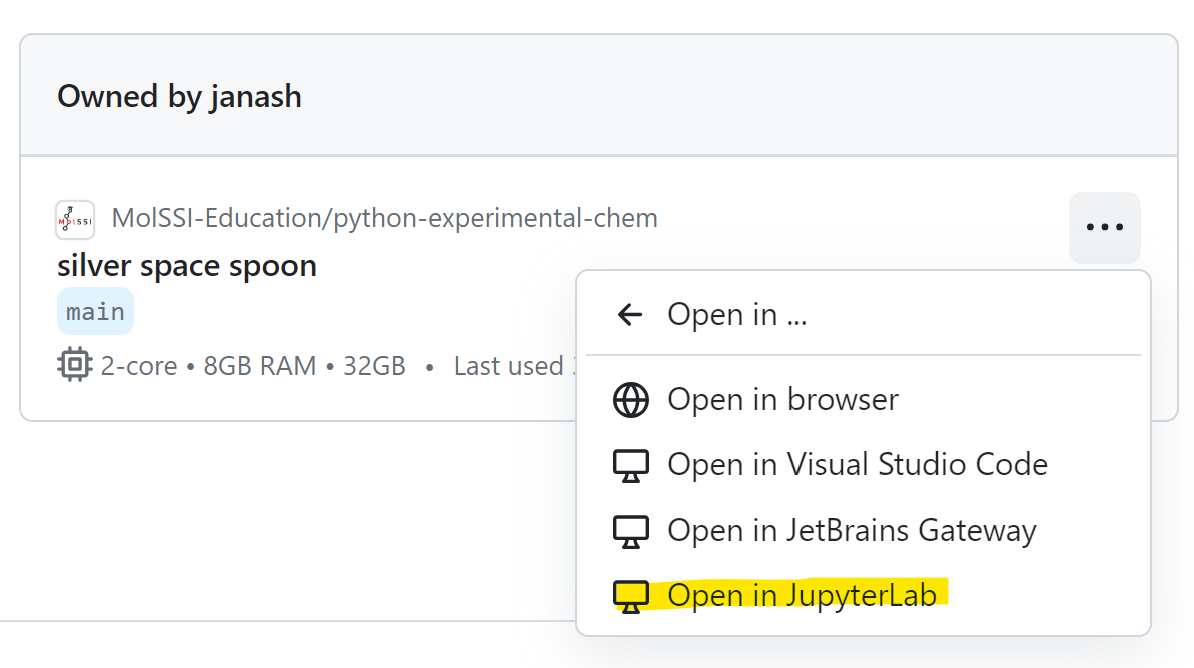 Owned by janash
MolSSI
MolSSI-Education/python-experimental-chem
silver space spoon
main
2-core • 8GB RAM • 32GB • Last used
Open in ...
Open in browser
Open in Visual Studio Code
Open in JetBrains Gateway
Open in JupyterLab